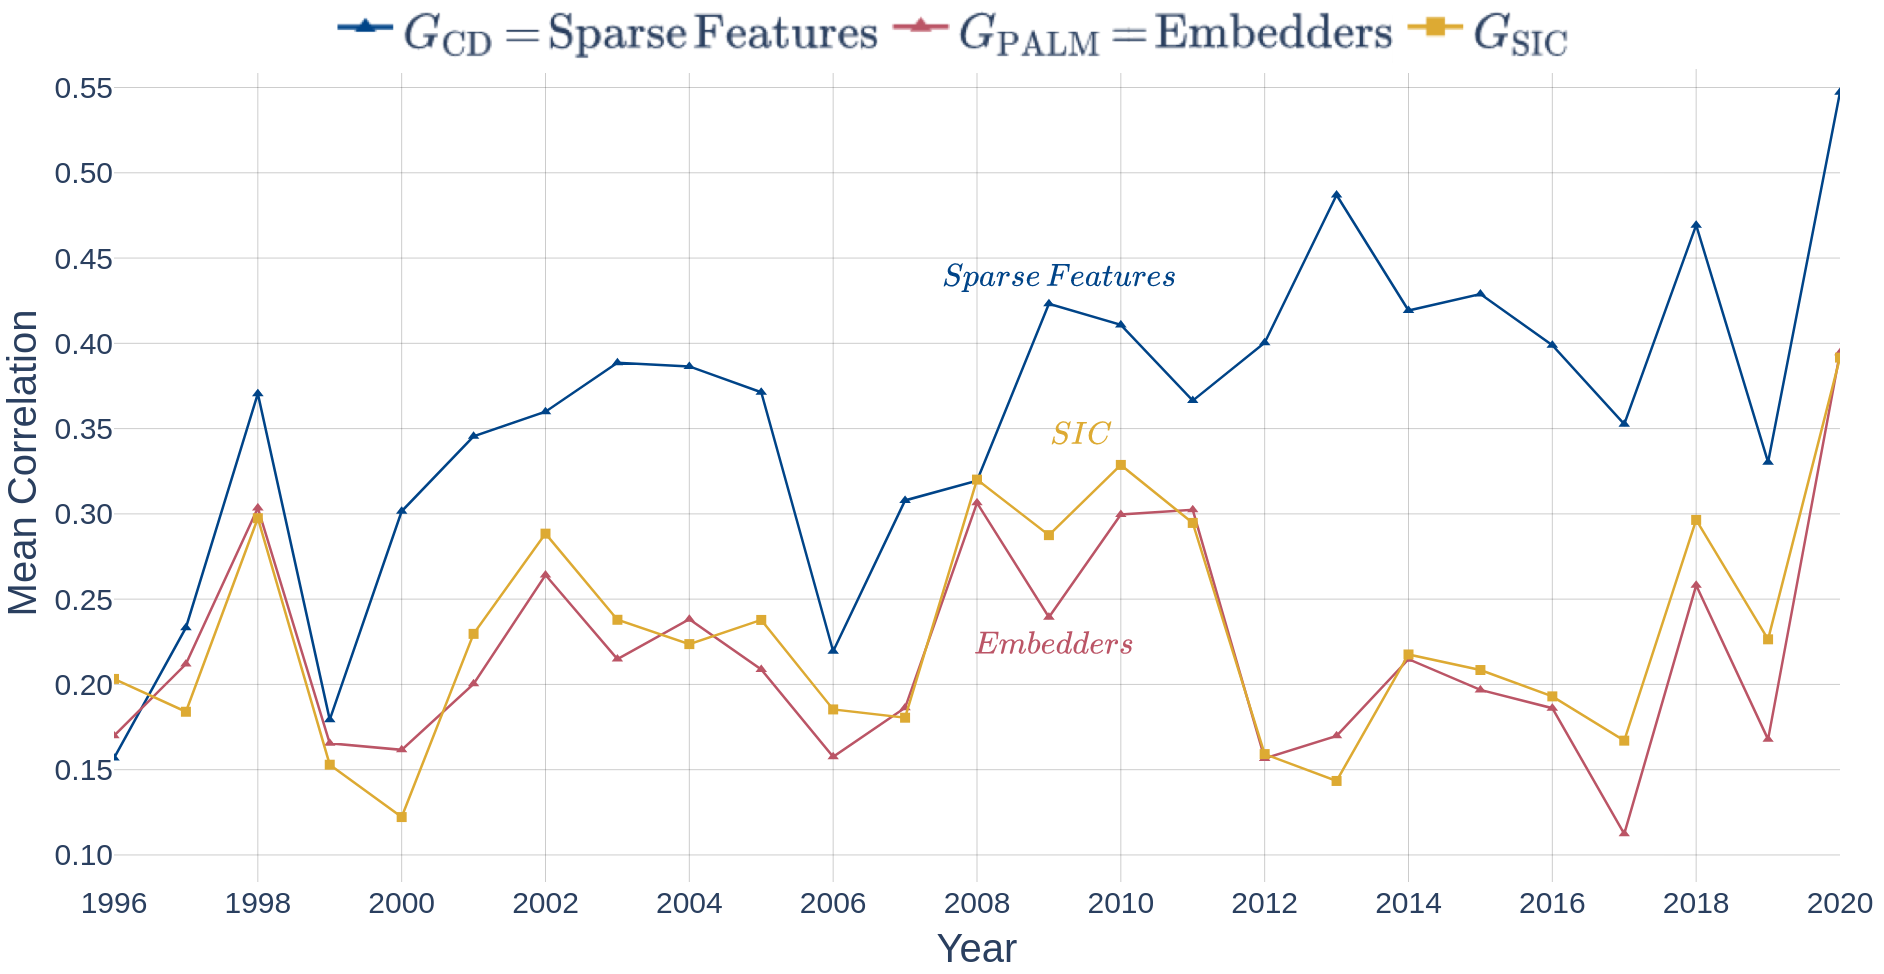 G_CD = Sparse Features G_PALM = Embedders G_SIC
0.55
0.50
0.45
0.40
0.35
0.30
0.25
0.20
0.15
0.10
Mean Correlation
Sparse Features
SIC
Embedders
1996 1998 2000 2002 2004 2006 2008 2010 2012 2014 2016 2018 2020
Year